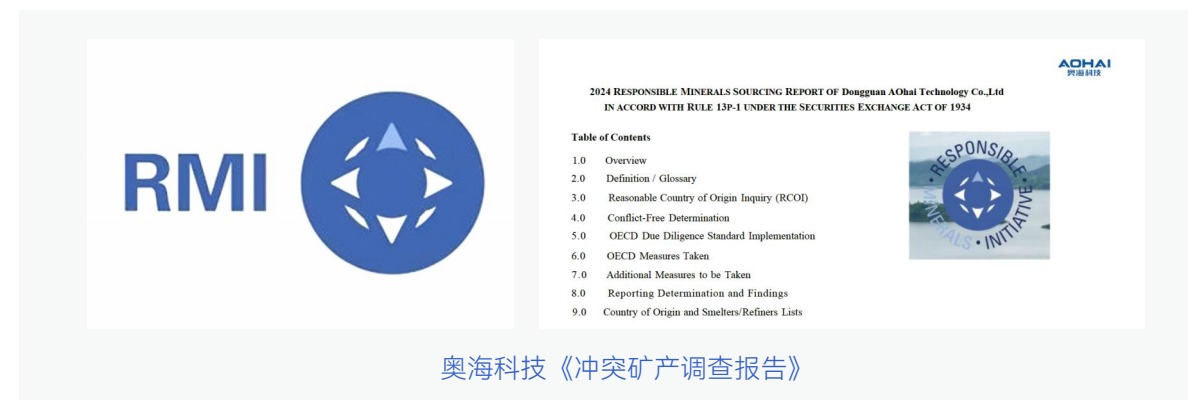 RMI
AOHAI
奥海科技
2024 RESPONSIBLE MINERALS SOURCING REPORT OF Dongguan AOhai Technology Co.,Ltd
IN ACCORD WITH RULE 13P-1 UNDER THE SECURITIES EXCHANGE ACT OF 1934
Table of Contents
1.0 Overview
2.0 Definition / Glossary
3.0 Reasonable Country of Origin Inquiry (RCOI)
4.0 Conflict-Free Determination
5.0 OECD Due Diligence Standard Implementation
6.0 OECD Measures Taken
7.0 Additional Measures to be Taken
8.0 Reporting Determination and Findings
9.0 Country of Origin and Smelters/Refiners Lists
• RESPONSIBLE • MINERALS • INITIATIVE
奥海科技《冲突矿产调查报告》